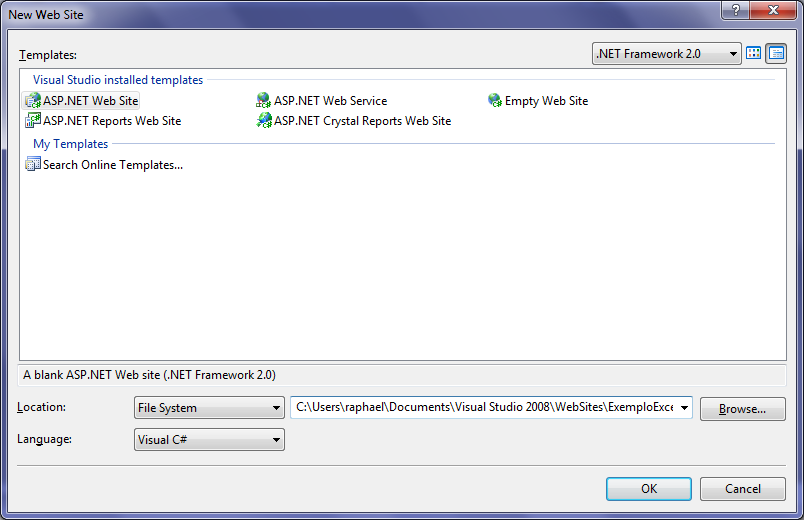 New Web Site
Templates: .NET Framework 2.0
Visual Studio installed templates
ASP.NET Web Site ASP.NET Web Service Empty Web Site
ASP.NET Reports Web Site ASP.NET Crystal Reports Web Site
My Templates
Search Online Templates...
A blank ASP.NET Web site (.NET Framework 2.0)
Location: File System C:\Users\raphael\Documents\Visual Studio 2008\WebSites\ExemploExce Browse...
Language: Visual C#
OK Cancel